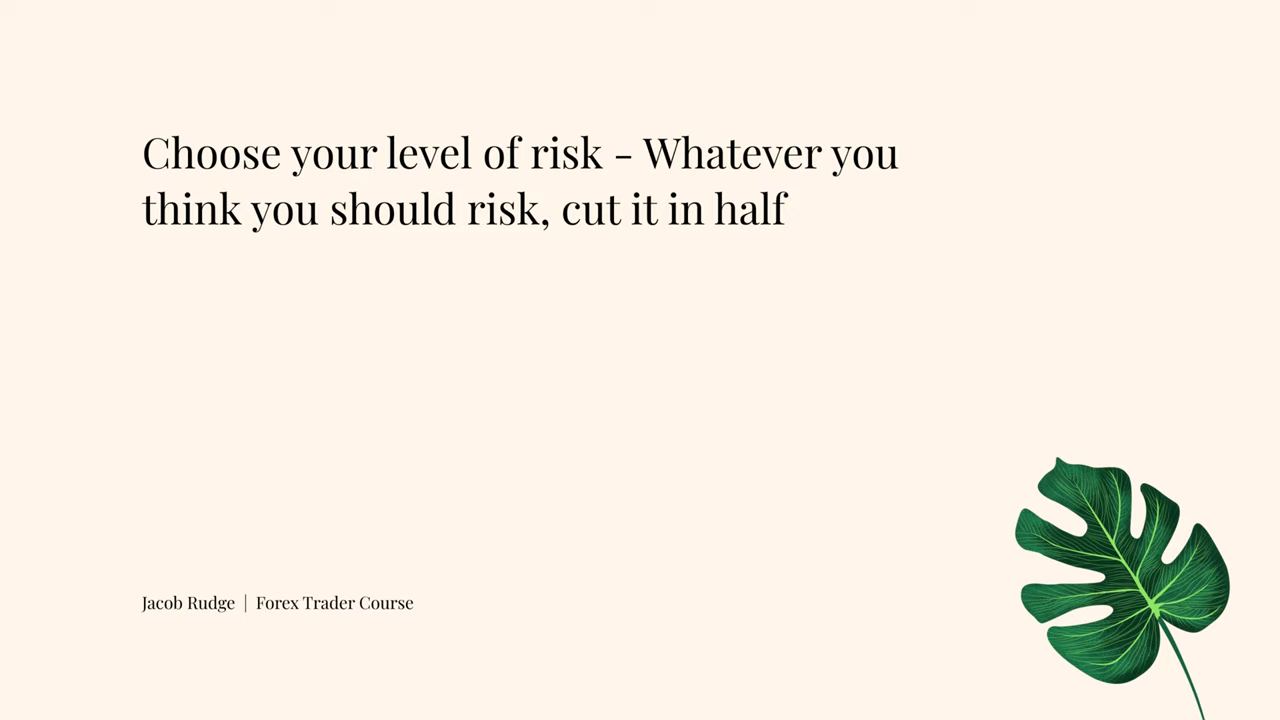 Choose your level of risk - Whatever you
think you should risk, cut it in half
Jacob Rudge | Forex Trader Course